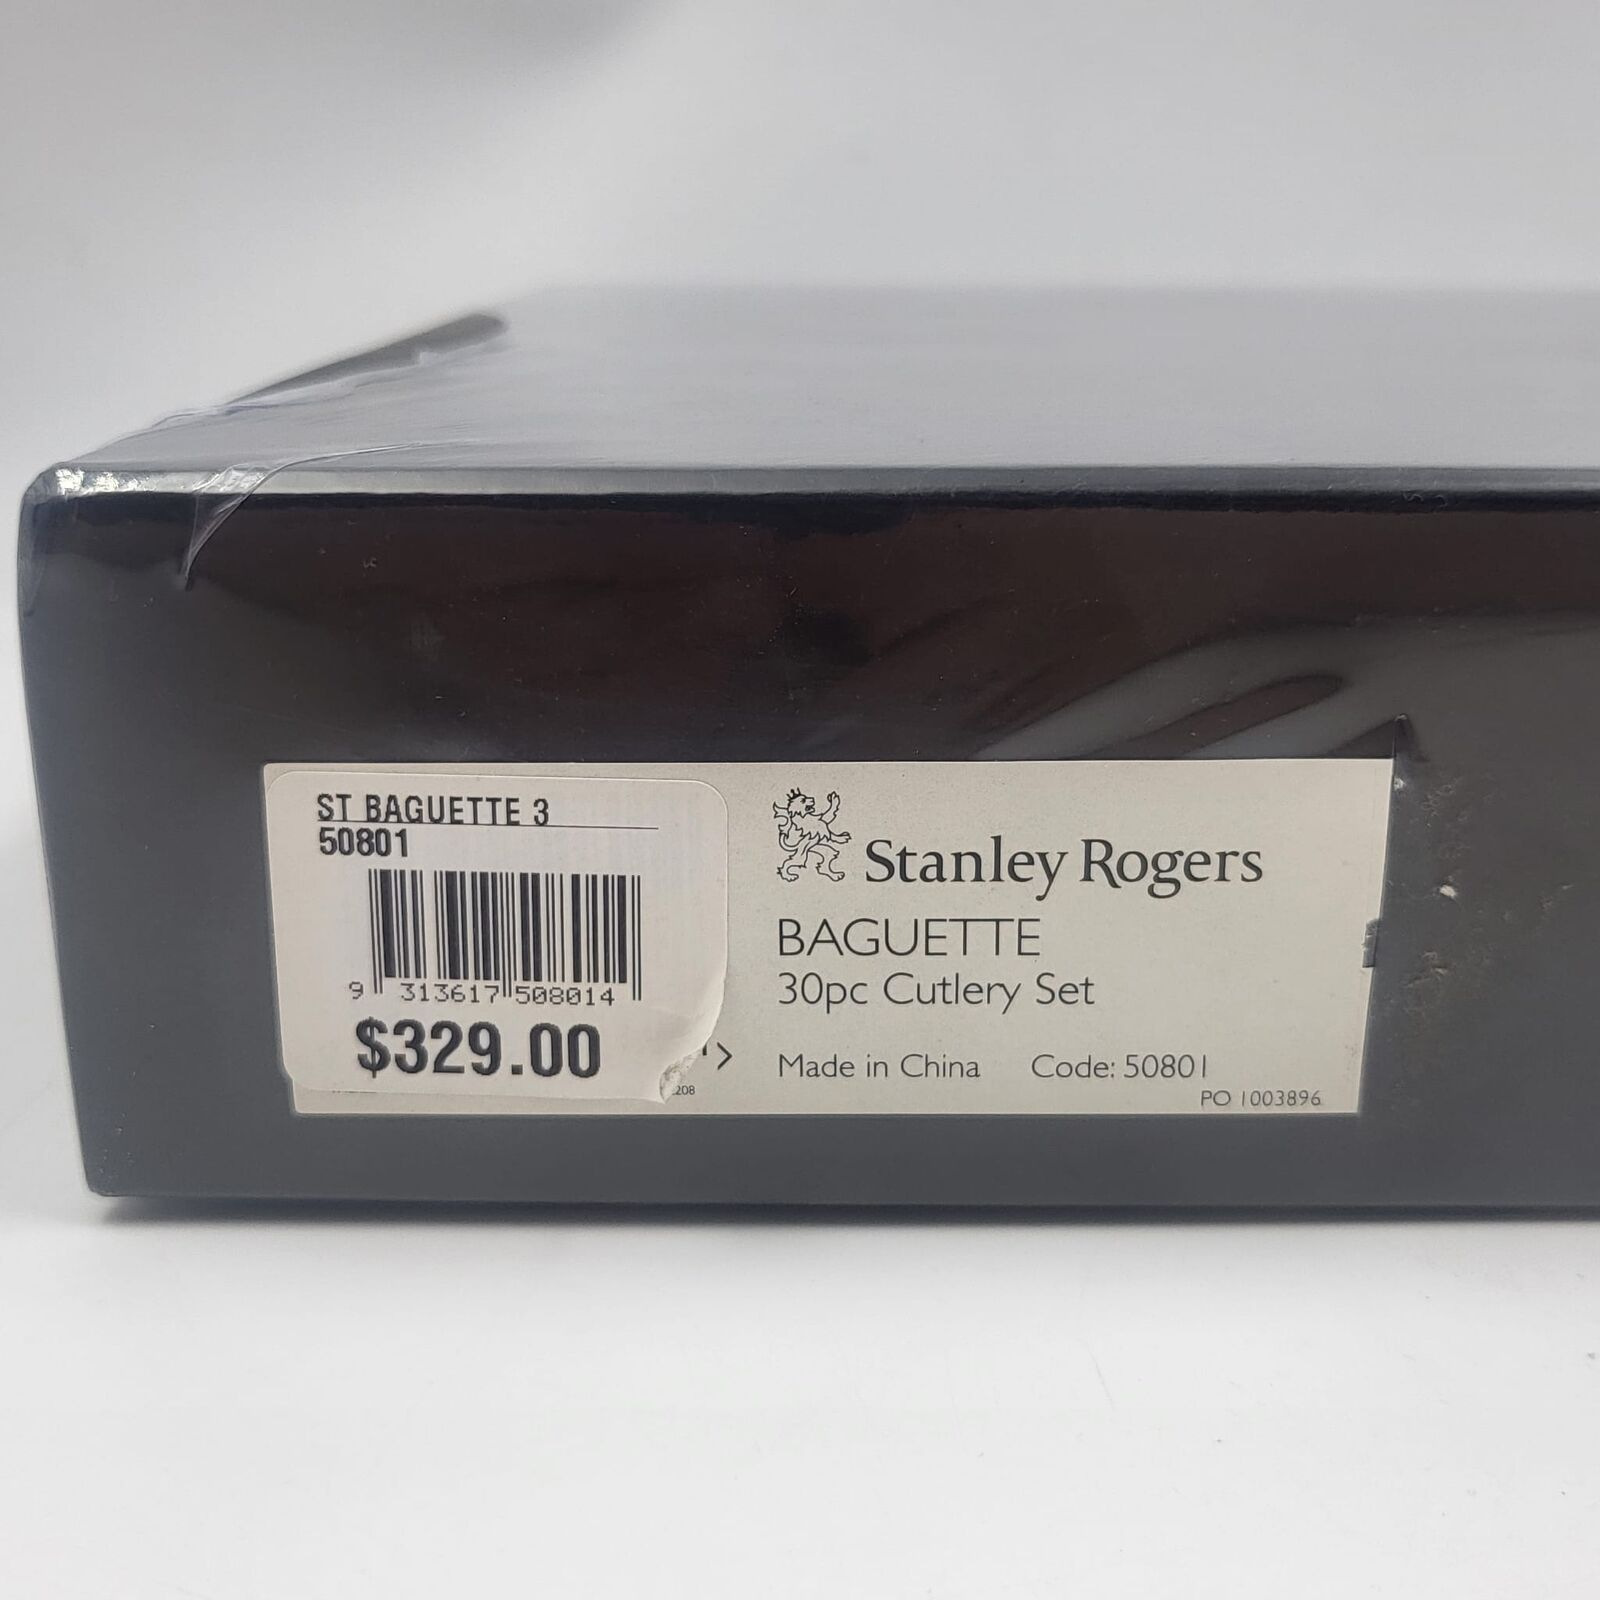 ST BAGUETTE 3
50801
9 313617 508014
$329.00
208
Stanley Rogers
BAGUETTE
30pc Cutlery Set
Made in China Code: 50801
PO 1003896